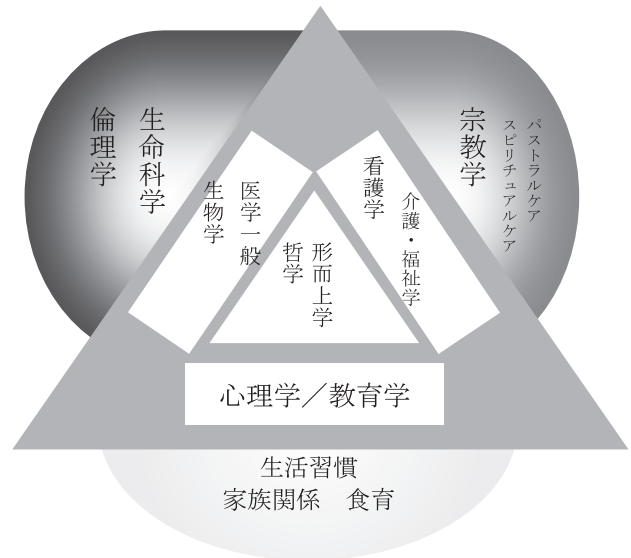 生命科学
倫理学
パストラルケア
スピリチュアルケア
宗教学
医学一般
生物学
介護・福祉学
看護学
形而上学
哲学
心理学／教育学
生活習慣
家族関係　食育